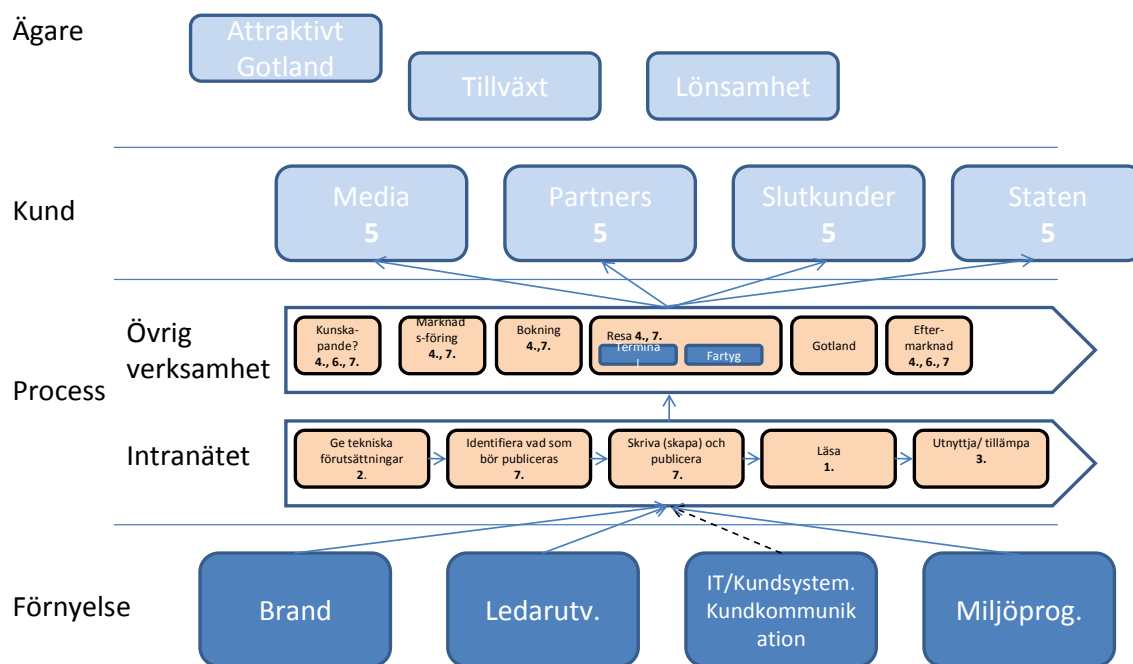 Ägare
Attraktivt
Gotland
Tillväxt
Lönsamhet
Kund
Media
5
Partners
5
Slutkunder
5
Staten
5
Process
Övrig
verksamhet
Kunska-
pande?
4., 6., 7.
Marknad
s-föring
4., 7.
Bokning
4.,7.
Resa 4., 7.
Termina
l
Fartyg
Gotland
Efter-
marknad
4., 6., 7
Intranätet
Ge tekniska
förutsättningar
2.
Identifiera vad som
bör publiceras
7.
Skriva (skapa) och
publicera
7.
Läsa
1.
Utnyttja/ tillämpa
3.
Förnyelse
Brand
Ledarutv.
IT/Kundsystem.
Kundkommunik
ation
Miljöprog.